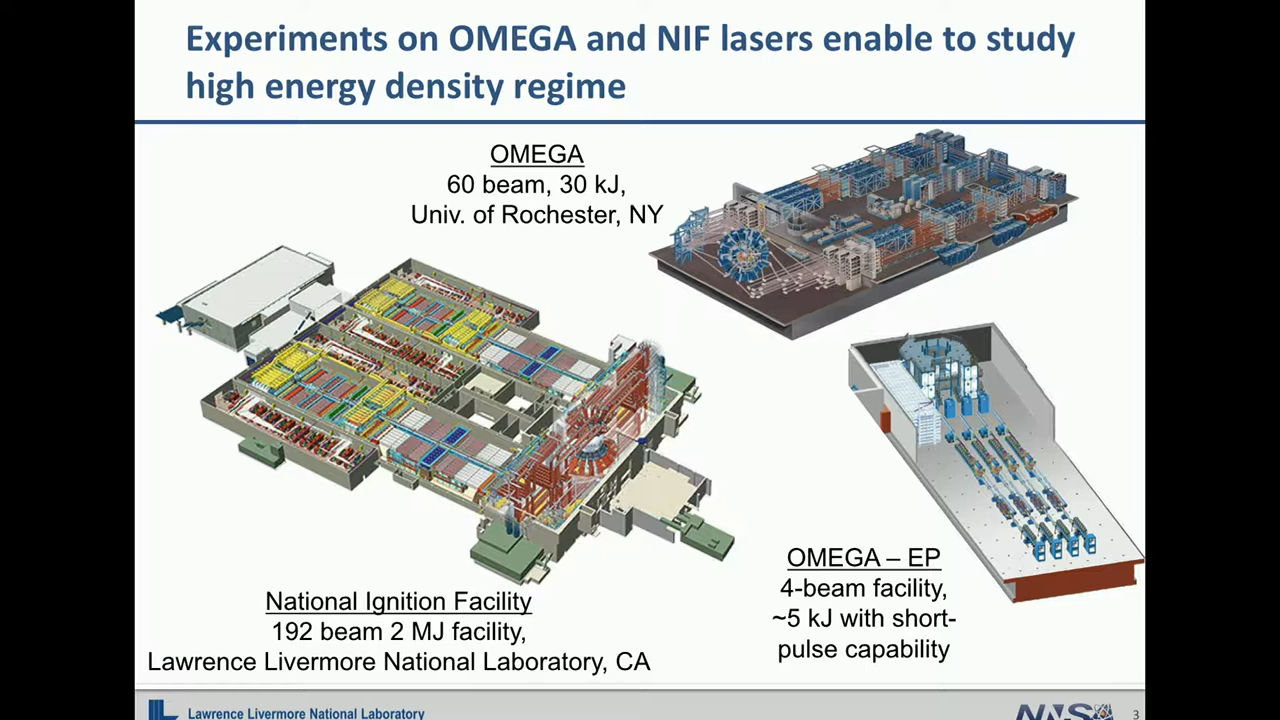 Experiments on OMEGA and NIF lasers enable to study
high energy density regime
OMEGA
60 beam, 30 kJ,
Univ. of Rochester, NY
OMEGA – EP
4-beam facility,
~5 kJ with short-
pulse capability
National Ignition Facility
192 beam 2 MJ facility,
Lawrence Livermore National Laboratory, CA
Lawrence Livermore National Laboratory
3